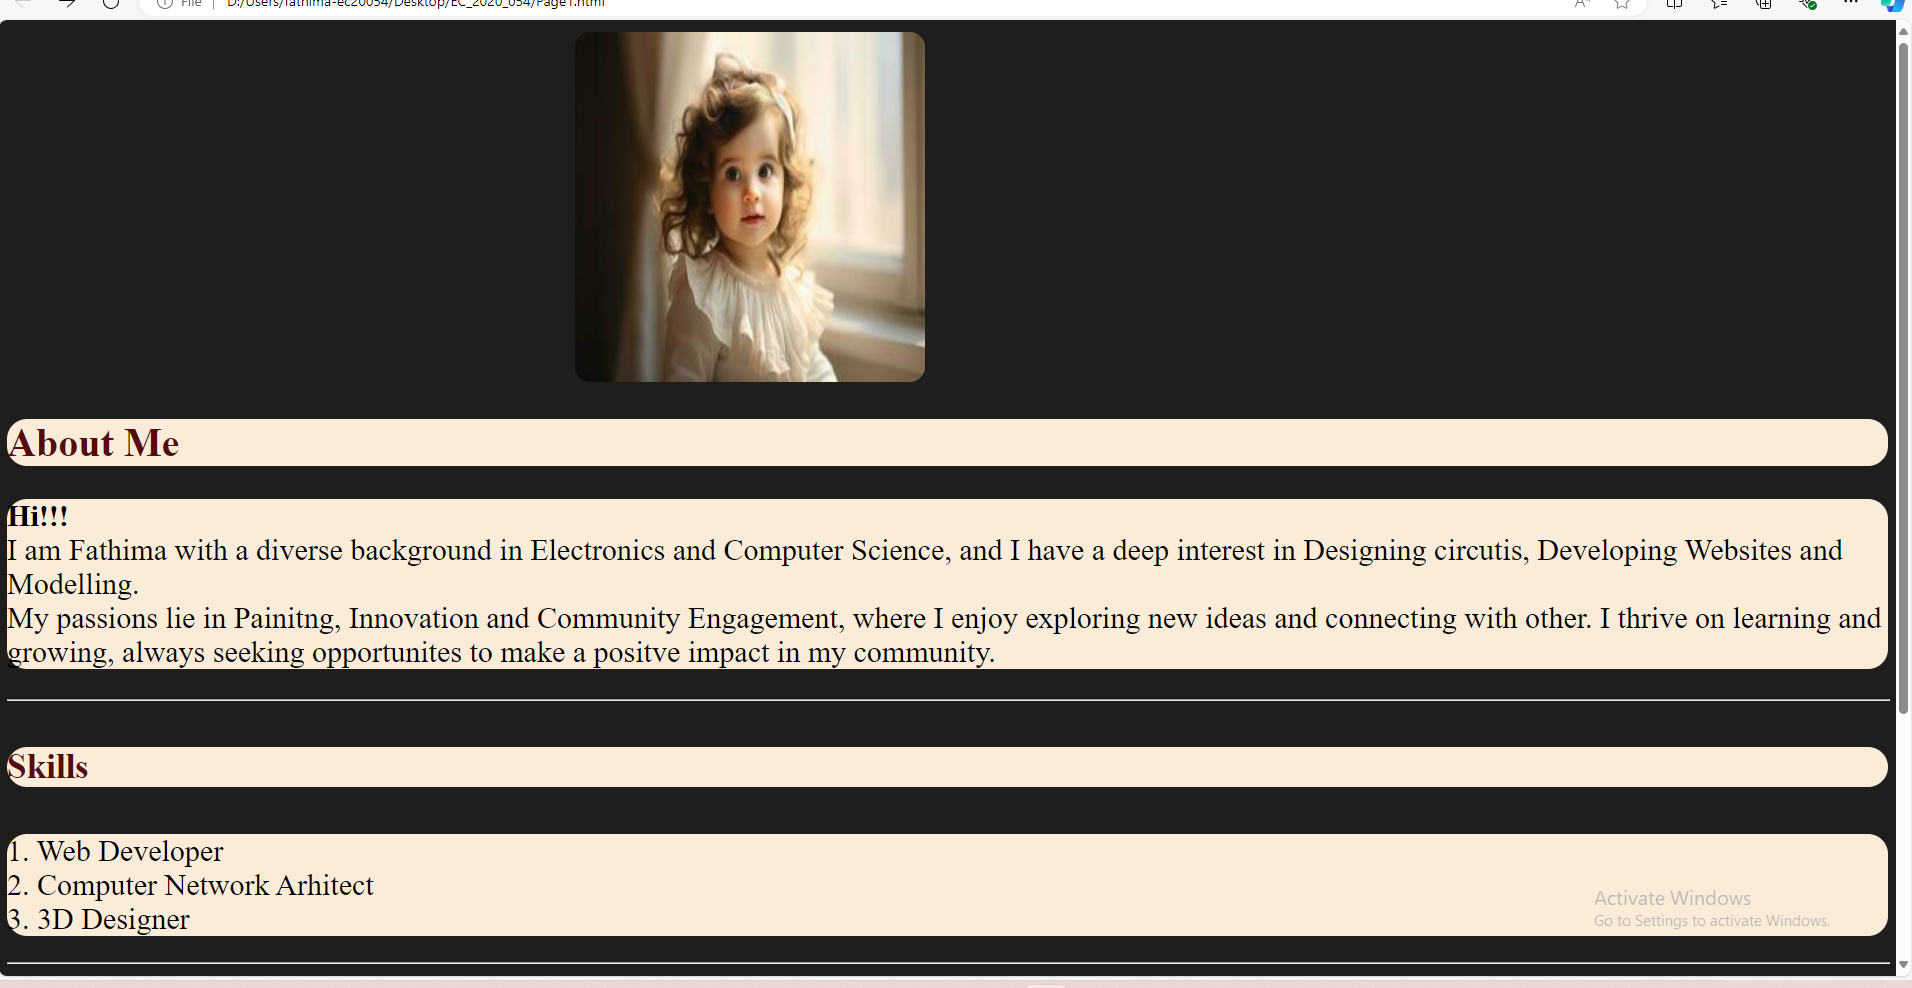 File D:/Users/fathima-ec20054/Desktop/EC_2020_054/Page1.html
About Me
Hi!!!
I am Fathima with a diverse background in Electronics and Computer Science, and I have a deep interest in Designing circutis, Developing Websites and
Modelling.
My passions lie in Painitng, Innovation and Community Engagement, where I enjoy exploring new ideas and connecting with other. I thrive on learning and
growing, always seeking opportunites to make a positve impact in my community.
Skills
1. Web Developer
2. Computer Network Arhitect
3. 3D Designer
Activate Windows
Go to Settings to activate Windows.